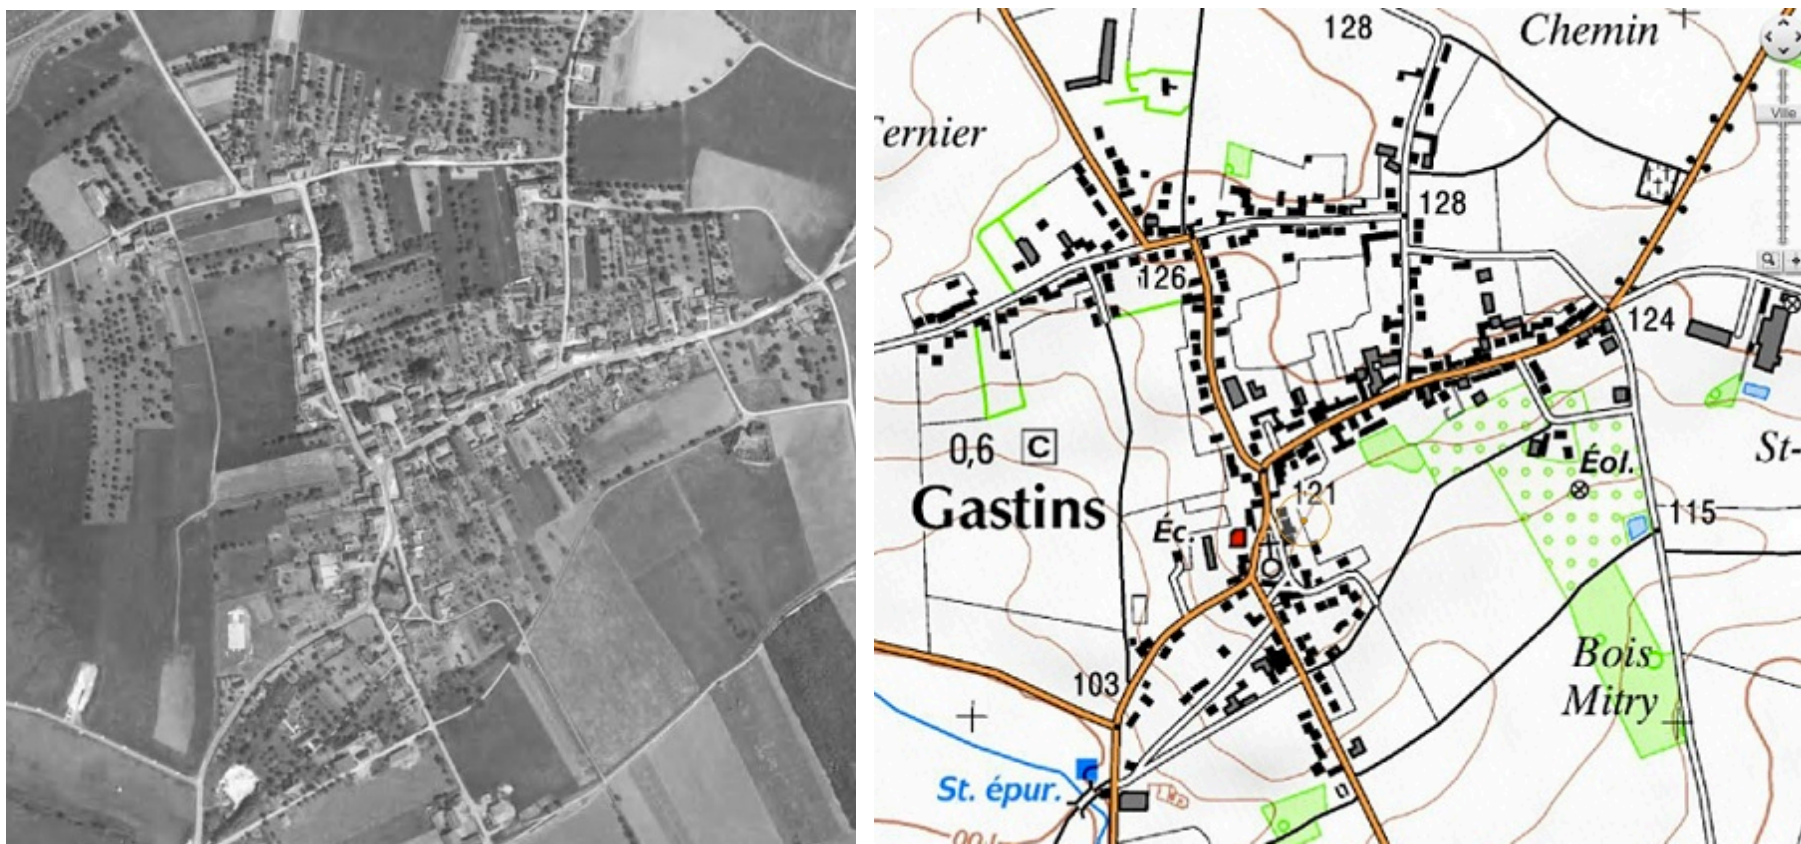 128
Chemin
Ville
ernier
128
126
124
0,6 C
St-
Éol.
Gastins
121
115
Éc.
Bois
Mitry
103
St. épur.